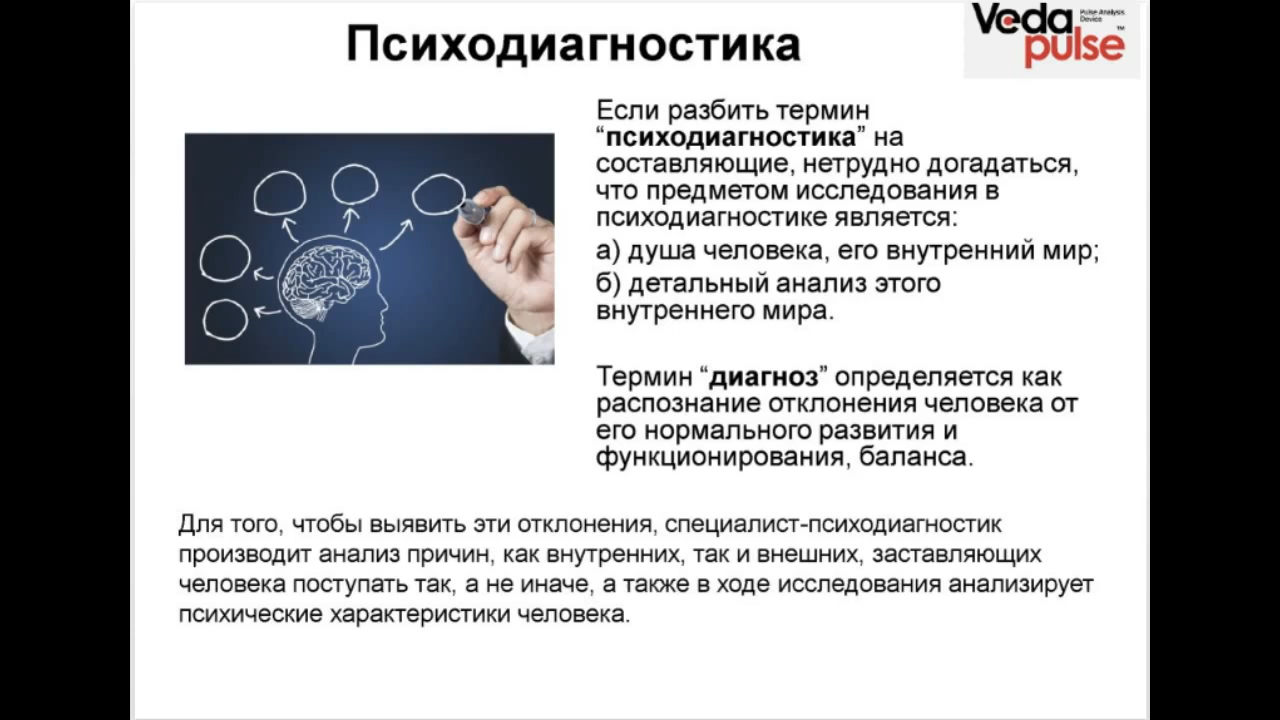 Психодиагностика
Veda
Pulse Analysis
Device
pulse™
Если разбить термин
“психодиагностика” на
составляющие, нетрудно догадаться,
что предметом исследования в
психодиагностике является:
а) душа человека, его внутренний мир;
б) детальный анализ этого
внутреннего мира.
Термин “диагноз” определяется как
распознание отклонения человека от
его нормального развития и
функционирования, баланса.
Для того, чтобы выявить эти отклонения, специалист-психодиагностик
производит анализ причин, как внутренних, так и внешних, заставляющих
человека поступать так, а не иначе, а также в ходе исследования анализирует
психические характеристики человека.